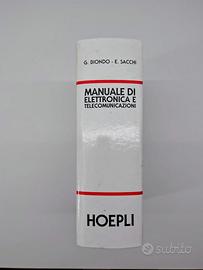 G. BIONDO - E. SACCHI
MANUALE DI
ELETTRONICA E
TELECOMUNICAZIONI
HOEPLI
subito